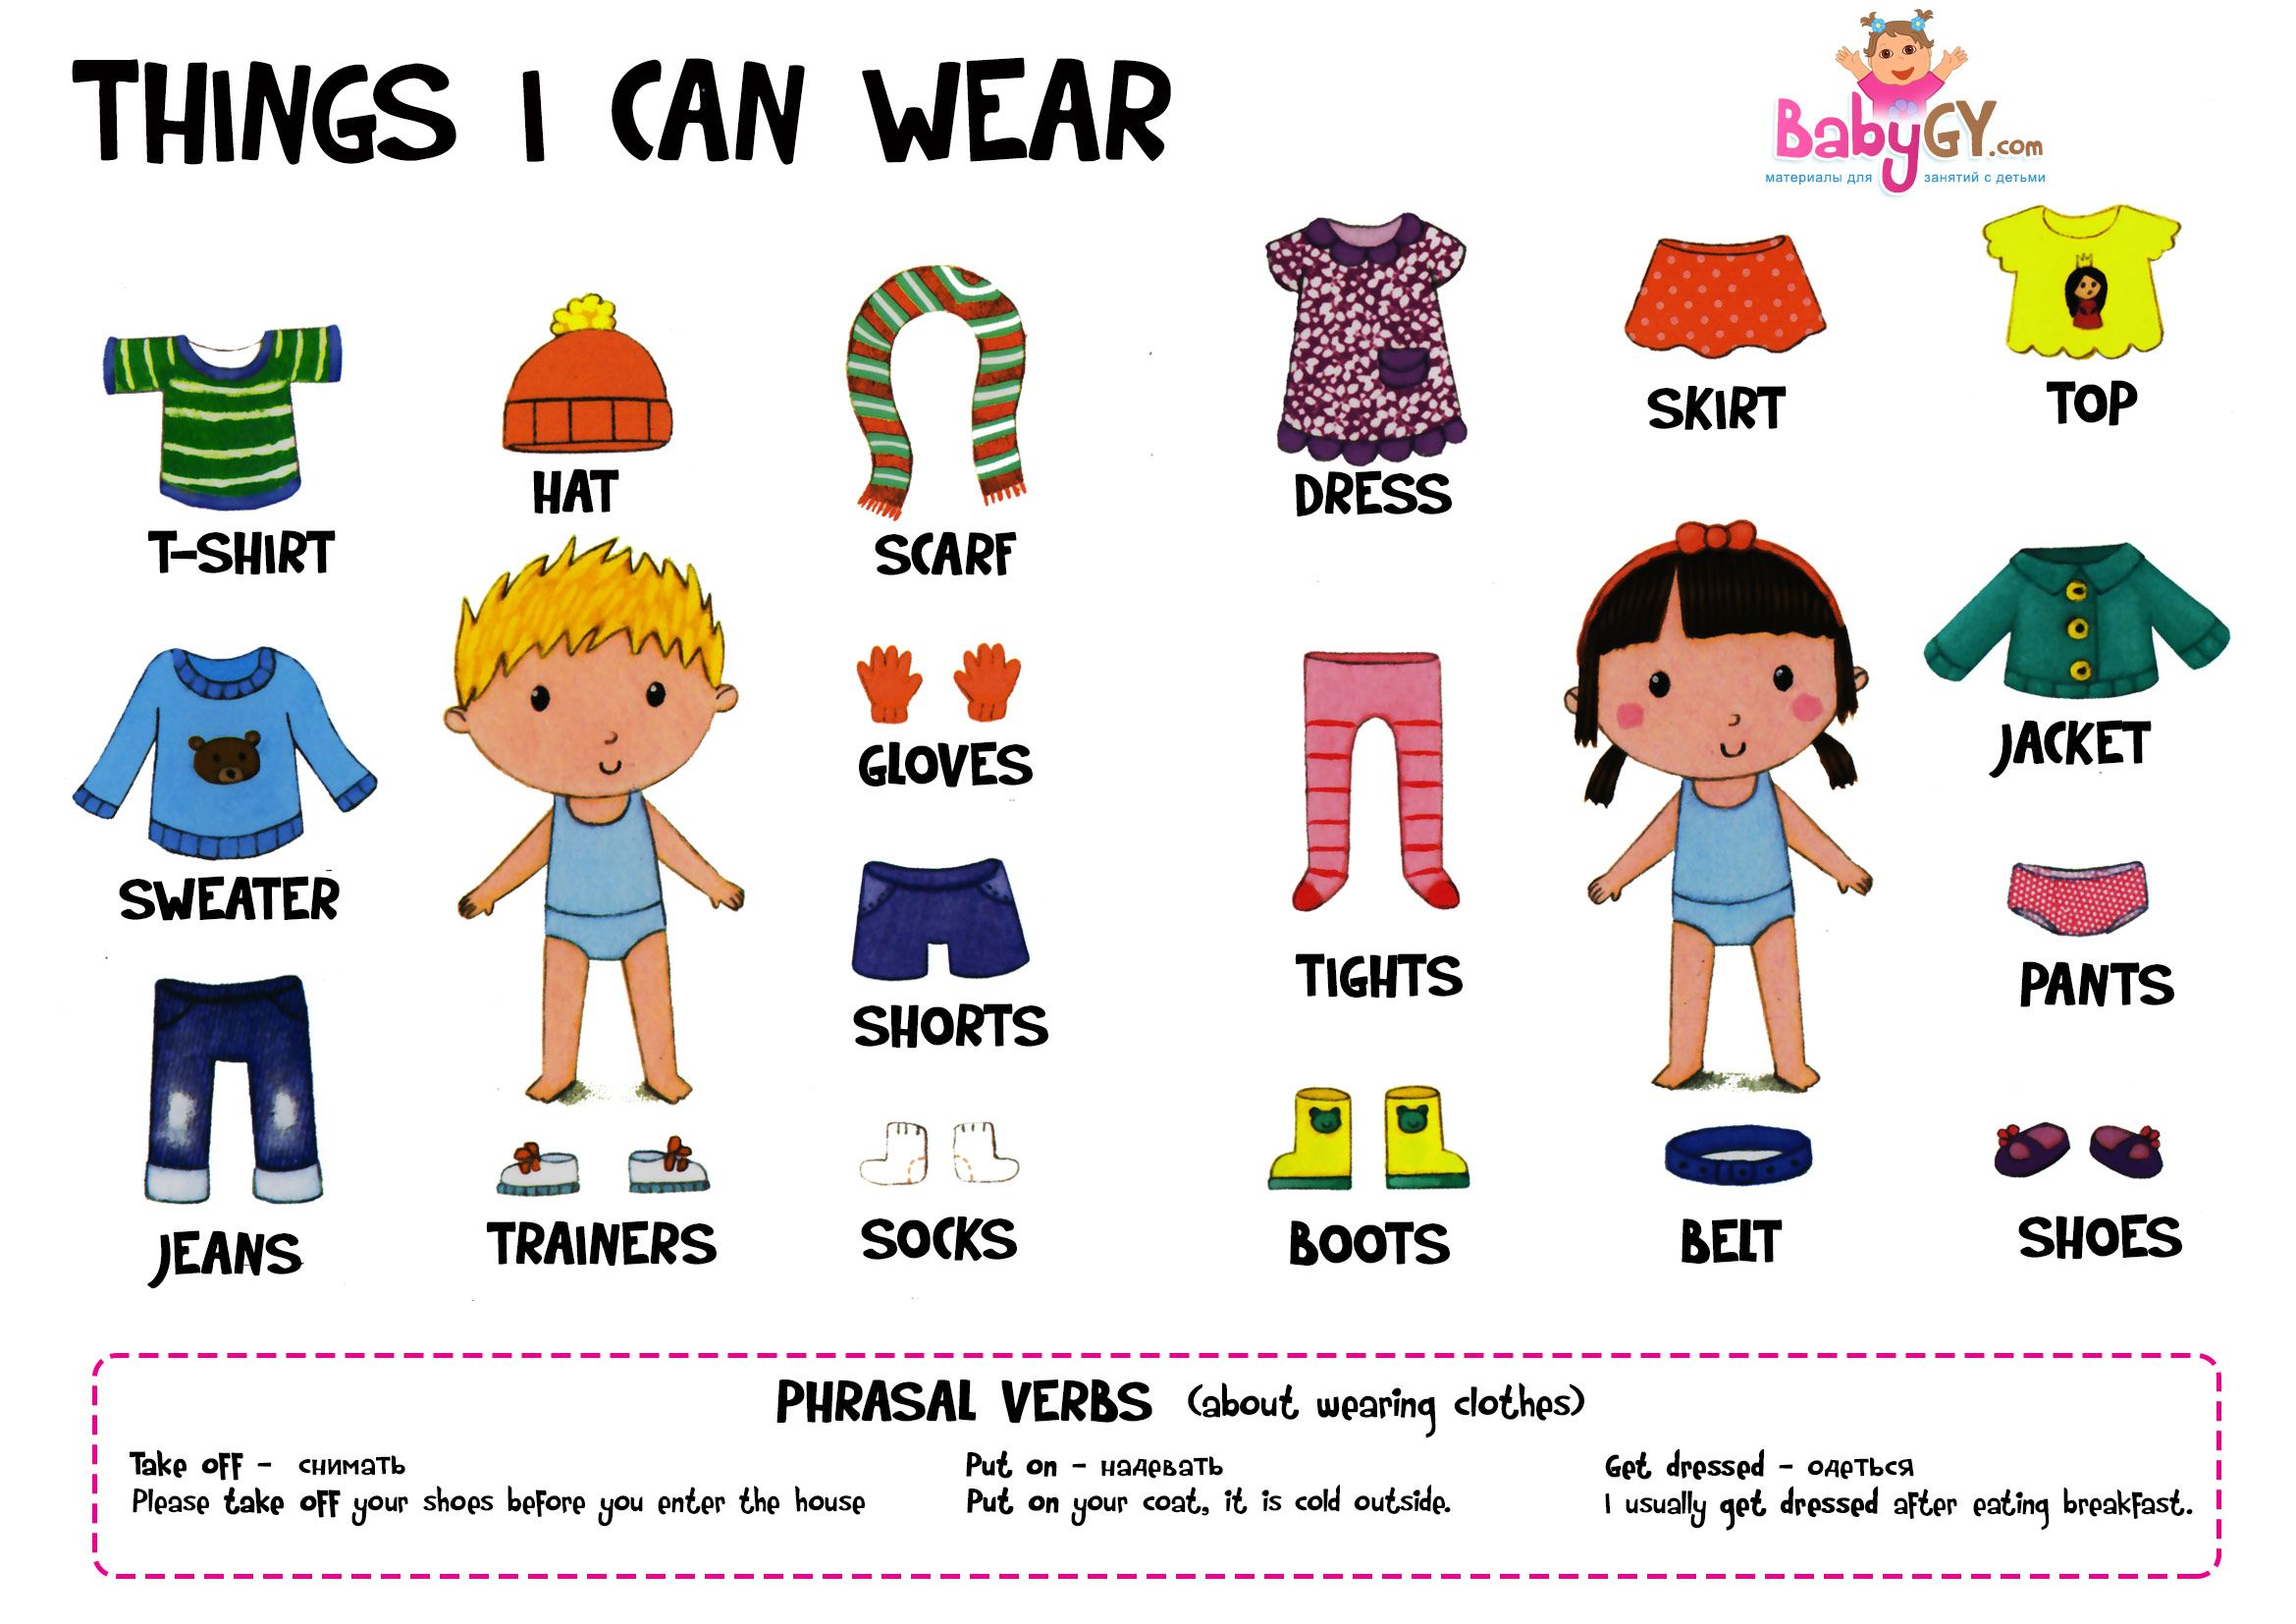 THINGS I CAN WEAR
BabyGY.com
материалы для занятий с детьми
T-SHIRT
HAT
SCARF
SWEATER
GLOVES
SHORTS
JEANS
TRAINERS
SOCKS
DRESS
SKIRT
TOP
JACKET
TIGHTS
PANTS
BOOTS
BELT
SHOES
PHRASAL VERBS (about wearing clothes)
Take off - снимать
Please take off your shoes before you enter the house
Put on - надевать
Put on your coat, it is cold outside.
Get dressed - одеться
I usually get dressed after eating breakfast.